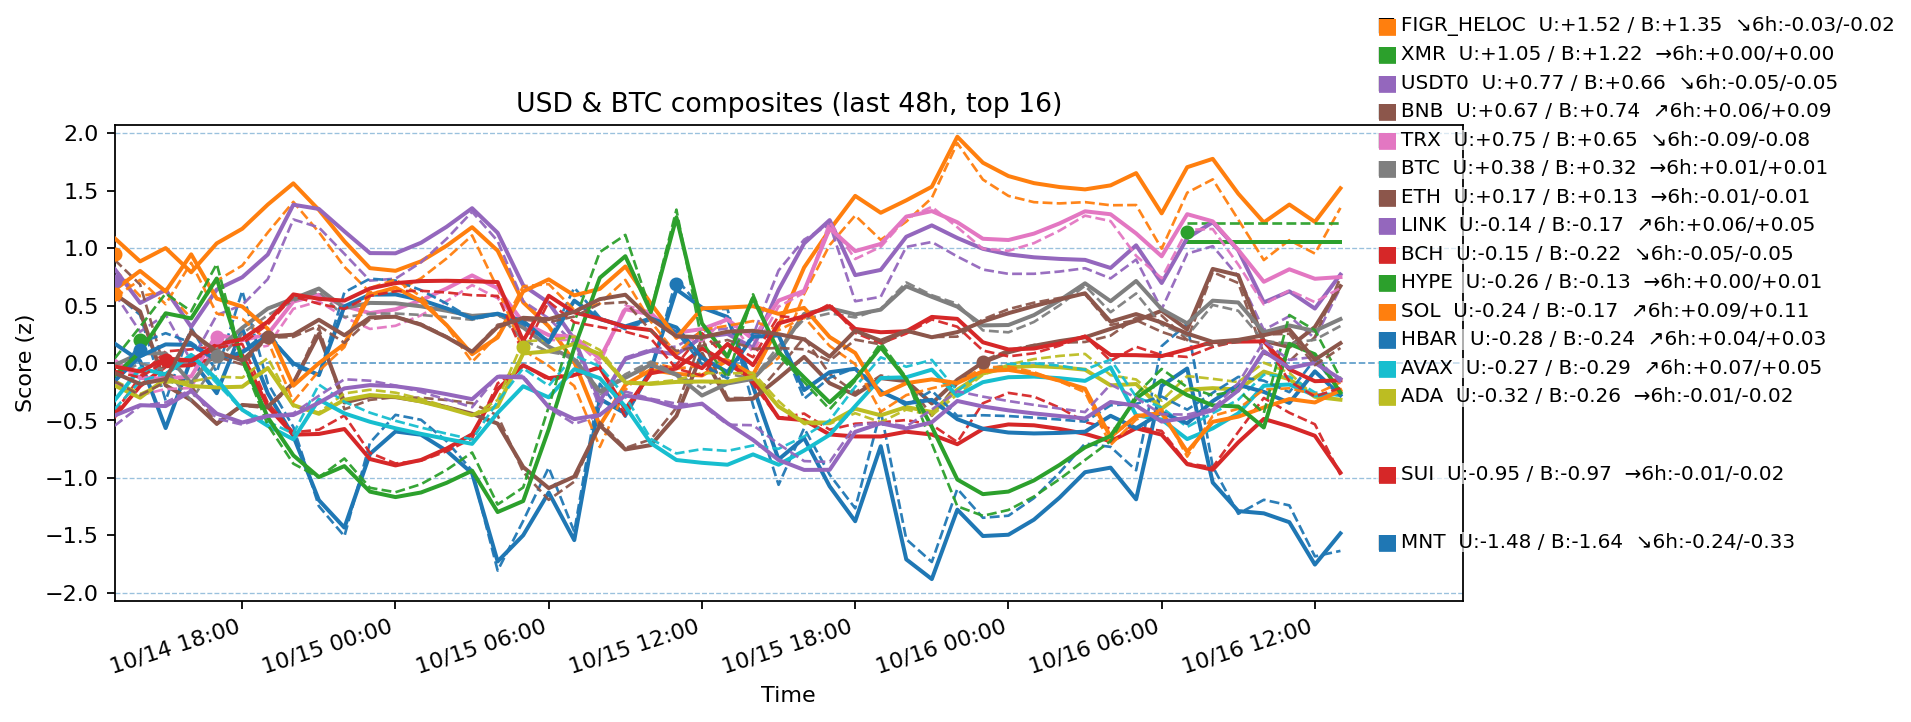 FIGR_HELOC U:+1.52 / B:+1.35 ↘6h:-0.03/-0.02
XMR U:+1.05 / B:+1.22 →6h:+0.00/+0.00
USDT0 U:+0.77 / B:+0.66 ↘6h:-0.05/-0.05
USD & BTC composites (last 48h, top 16)
BNB U:+0.67 / B:+0.74 ↗6h:+0.06/+0.09
TRX U:+0.75 / B:+0.65 ↘6h:-0.09/-0.08
BTC U:+0.38 / B:+0.32 →6h:+0.01/+0.01
ETH U:+0.17 / B:+0.13 →6h:-0.01/-0.01
LINK U:-0.14 / B:-0.17 ↗6h:+0.06/+0.05
BCH U:-0.15 / B:-0.22 ↘6h:-0.05/-0.05
HYPE U:-0.26 / B:-0.13 →6h:+0.00/+0.01
SOL U:-0.24 / B:-0.17 ↗6h:+0.09/+0.11
HBAR U:-0.28 / B:-0.24 ↗6h:+0.04/+0.03
AVAX U:-0.27 / B:-0.29 ↗6h:+0.07/+0.05
ADA U:-0.32 / B:-0.26 →6h:-0.01/-0.02
SUI U:-0.95 / B:-0.97 →6h:-0.01/-0.02
MNT U:-1.48 / B:-1.64 ↘6h:-0.24/-0.33
Score (z)
2.0
1.5
1.0
0.5
0.0
−0.5
−1.0
−1.5
−2.0
10/14 18:00
10/15 00:00
10/15 06:00
10/15 12:00
10/15 18:00
10/16 00:00
10/16 06:00
10/16 12:00
Time